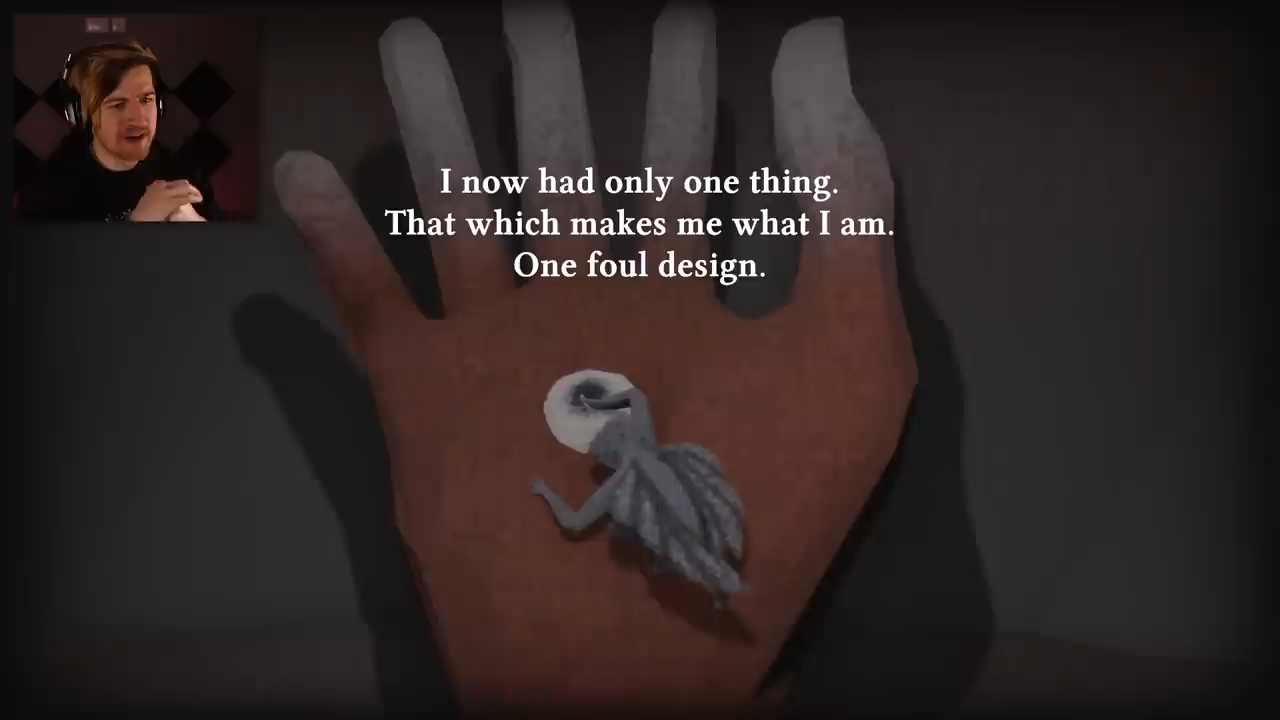 I now had only one thing.
That which makes me what I am.
One foul design.